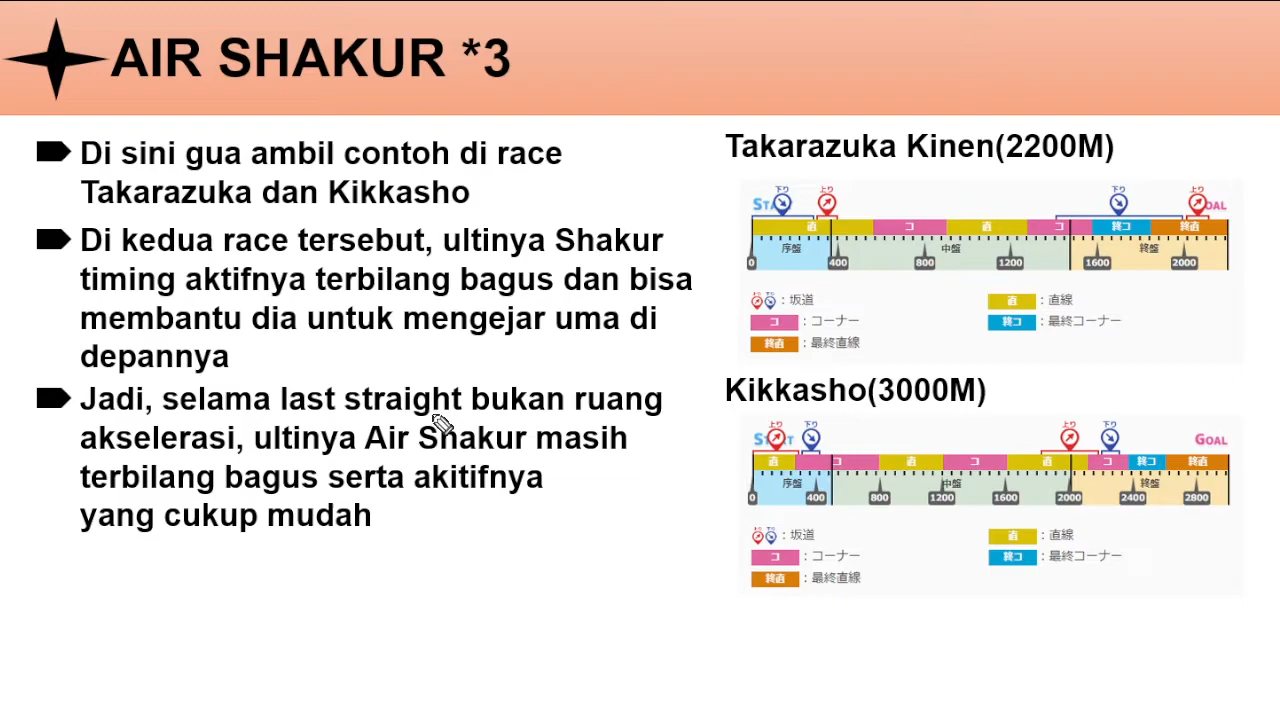 AIR SHAKUR *3
Di sini gua ambil contoh di race
Takarazuka dan Kikkasho
Di kedua race tersebut, ultinya Shakur
timing aktifnya terbilang bagus dan bisa
membantu dia untuk mengejar uma di
depannya
Jadi, selama last straight bukan ruang
akselerasi, ultinya Air Shakur masih
terbilang bagus serta akitifnya
yang cukup mudah
Takarazuka Kinen(2200M)
下り 上り 下り 上り
直 コ 直 コ 終コ 終直
序盤 中盤 終盤
0 400 800 1200 1600 2000
:坂道 直:直線
コ:コーナー 終コ:最終コーナー
終直:最終直線
Kikkasho(3000M)
上り 下り 上り 下り
GOAL
直 コ 直 コ 直 コ 終コ 終直
序盤 中盤 終盤
0 400 800 1200 1600 2000 2400 2800
:坂道 直:直線
コ:コーナー 終コ:最終コーナー
終直:最終直線